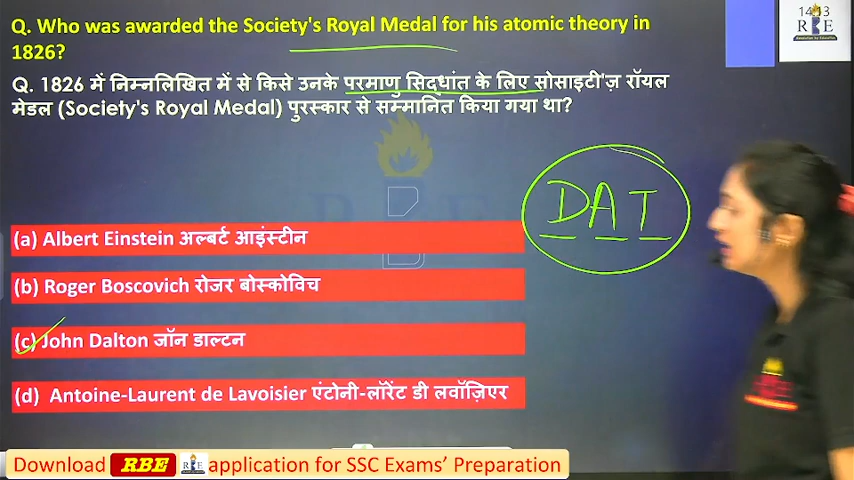 Q. Who was awarded the Society's Royal Medal for his atomic theory in
1826?
Q. 1826 में निम्नलिखित में से किसे उनके परमाणु सिद्धांत के लिए सोसाइटी'ज़ रॉयल
मेडल (Society's Royal Medal) पुरस्कार से सम्मानित किया गया था?
DAT
(a) Albert Einstein अल्बर्ट आइंस्टीन
(b) Roger Boscovich रोजर बोस्कोविच
(c) John Dalton जॉन डाल्टन
(d) Antoine-Laurent de Lavoisier एंटोनी-लॉरेंट डी लवॉज़िएर
Download RBE RBE application for SSC Exams' Preparation
RBE